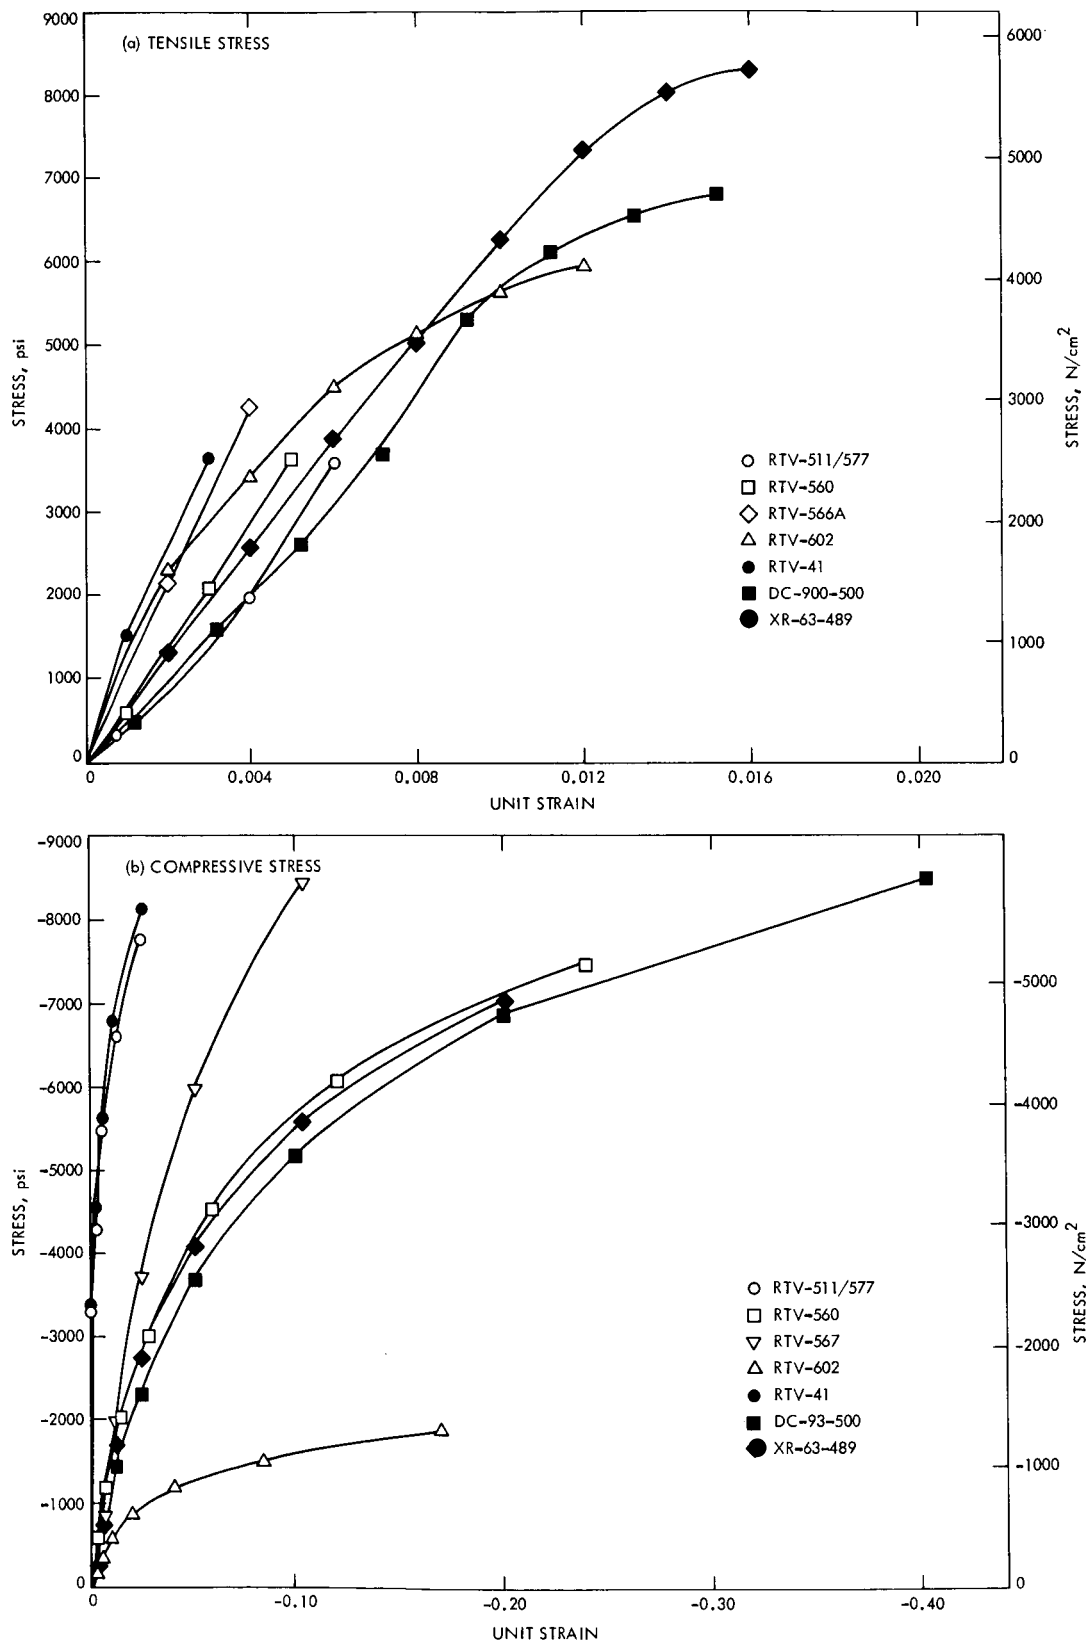 (a) TENSILE STRESS
9000
8000
7000
6000
5000
4000
3000
2000
1000
0
STRESS, psi
6000
5000
4000
3000
2000
1000
0
STRESS, N/cm2
RTV-511/577
RTV-560
RTV-566A
RTV-602
RTV-41
DC-900-500
XR-63-489
0 0.004 0.008 0.012 0.016 0.020
UNIT STRAIN
(b) COMPRESSIVE STRESS
-9000
-8000
-7000
-6000
-5000
-4000
-3000
-2000
-1000
0
STRESS, psi
-5000
-4000
-3000
-2000
-1000
0
STRESS, N/cm2
RTV-511/577
RTV-560
RTV-567
RTV-602
RTV-41
DC-93-500
XR-63-489
0 -0.10 -0.20 -0.30 -0.40
UNIT STRAIN